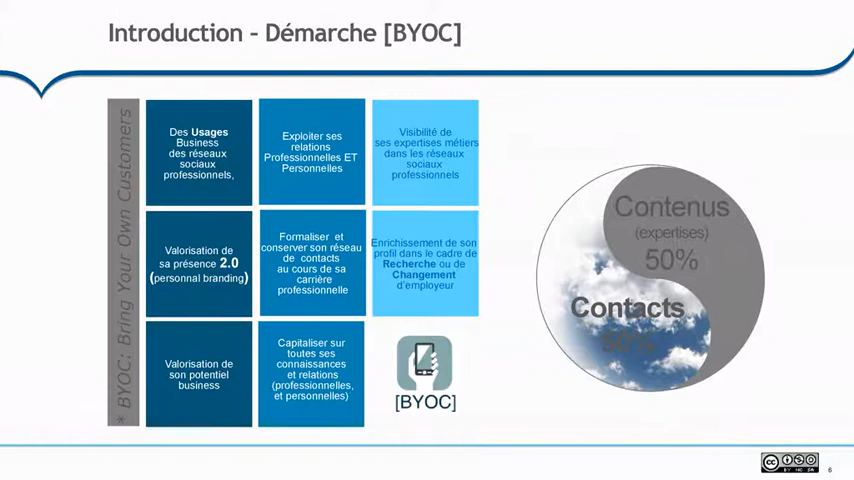 Introduction - Démarche [BYOC]
* BYOC: Bring Your Own Customers
Des Usages
Business
des réseaux
sociaux
professionnels,
Exploiter ses
relations
Professionnelles ET
Personnelles
Visibilité de
ses expertises métiers
dans les réseaux
sociaux
professionnels
Valorisation de
sa présence 2.0
(personnal branding)
Formaliser et
conserver son réseau
de contacts
au cours de sa
carrière
professionnelle
Enrichissement de son
profil dans le cadre de
Recherche ou de
Changement
d'employeur
Valorisation de
son potentiel
business
Capitaliser sur
toutes ses
connaissances
et relations
(professionnelles,
et personnelles)
[BYOC]
Contenus
(expertises)
50%
Contacts
50%
cc
BY NC SA
6